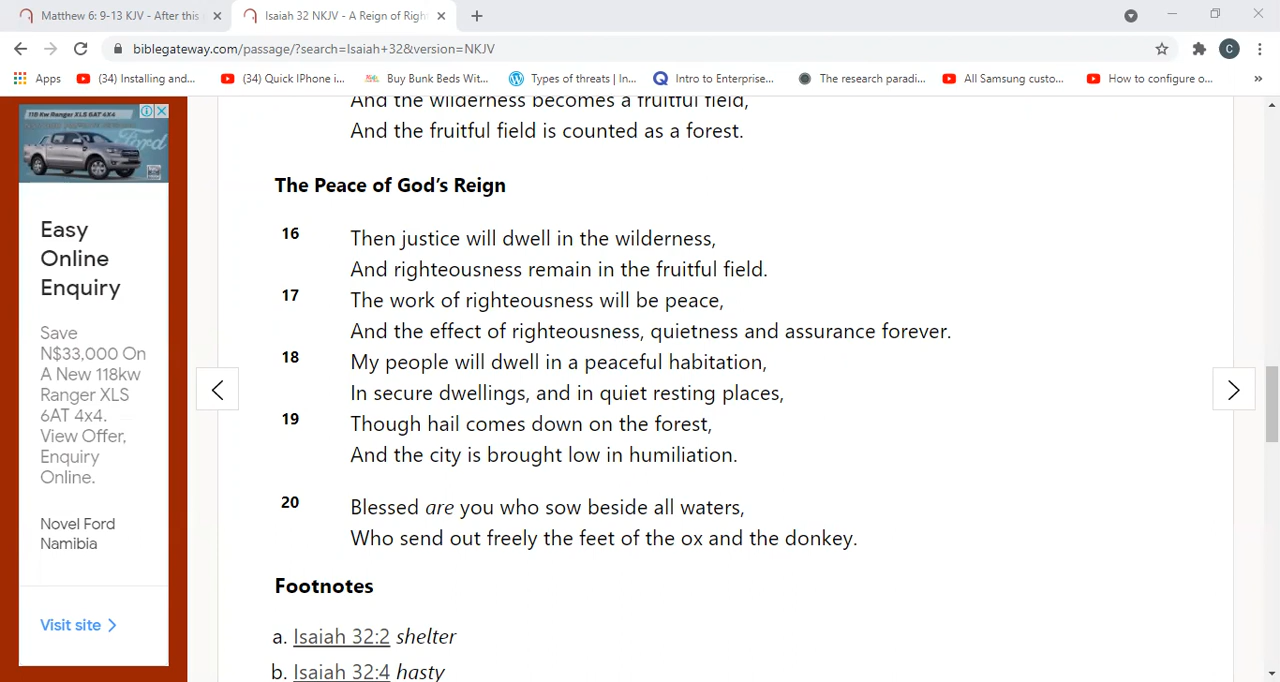 Matthew 6: 9-13 KJV - After this
Isaiah 32 NKJV - A Reign of Righ
biblegateway.com/passage/?search=Isaiah+32&version=NKJV
C
Apps
(34) Installing and...
(34) Quick IPhone i...
Buy Bunk Beds Wit...
Types of threats | In...
Intro to Enterprise...
The research paradi...
All Samsung custo...
How to configure o...
»
And the wilderness becomes a fruitful field,
And the fruitful field is counted as a forest.
The Peace of God's Reign
16 Then justice will dwell in the wilderness,
And righteousness remain in the fruitful field.
17 The work of righteousness will be peace,
And the effect of righteousness, quietness and assurance forever.
18 My people will dwell in a peaceful habitation,
In secure dwellings, and in quiet resting places,
19 Though hail comes down on the forest,
And the city is brought low in humiliation.
20 Blessed are you who sow beside all waters,
Who send out freely the feet of the ox and the donkey.
Footnotes
a. Isaiah 32:2 shelter
b. Isaiah 32:4 hasty
118 Kw Ranger XLS 6AT 4X4
Ford
Easy
Online
Enquiry
Save
N$33,000 On
A New 118kw
Ranger XLS
6AT 4x4.
View Offer,
Enquiry
Online.
Novel Ford
Namibia
Visit site